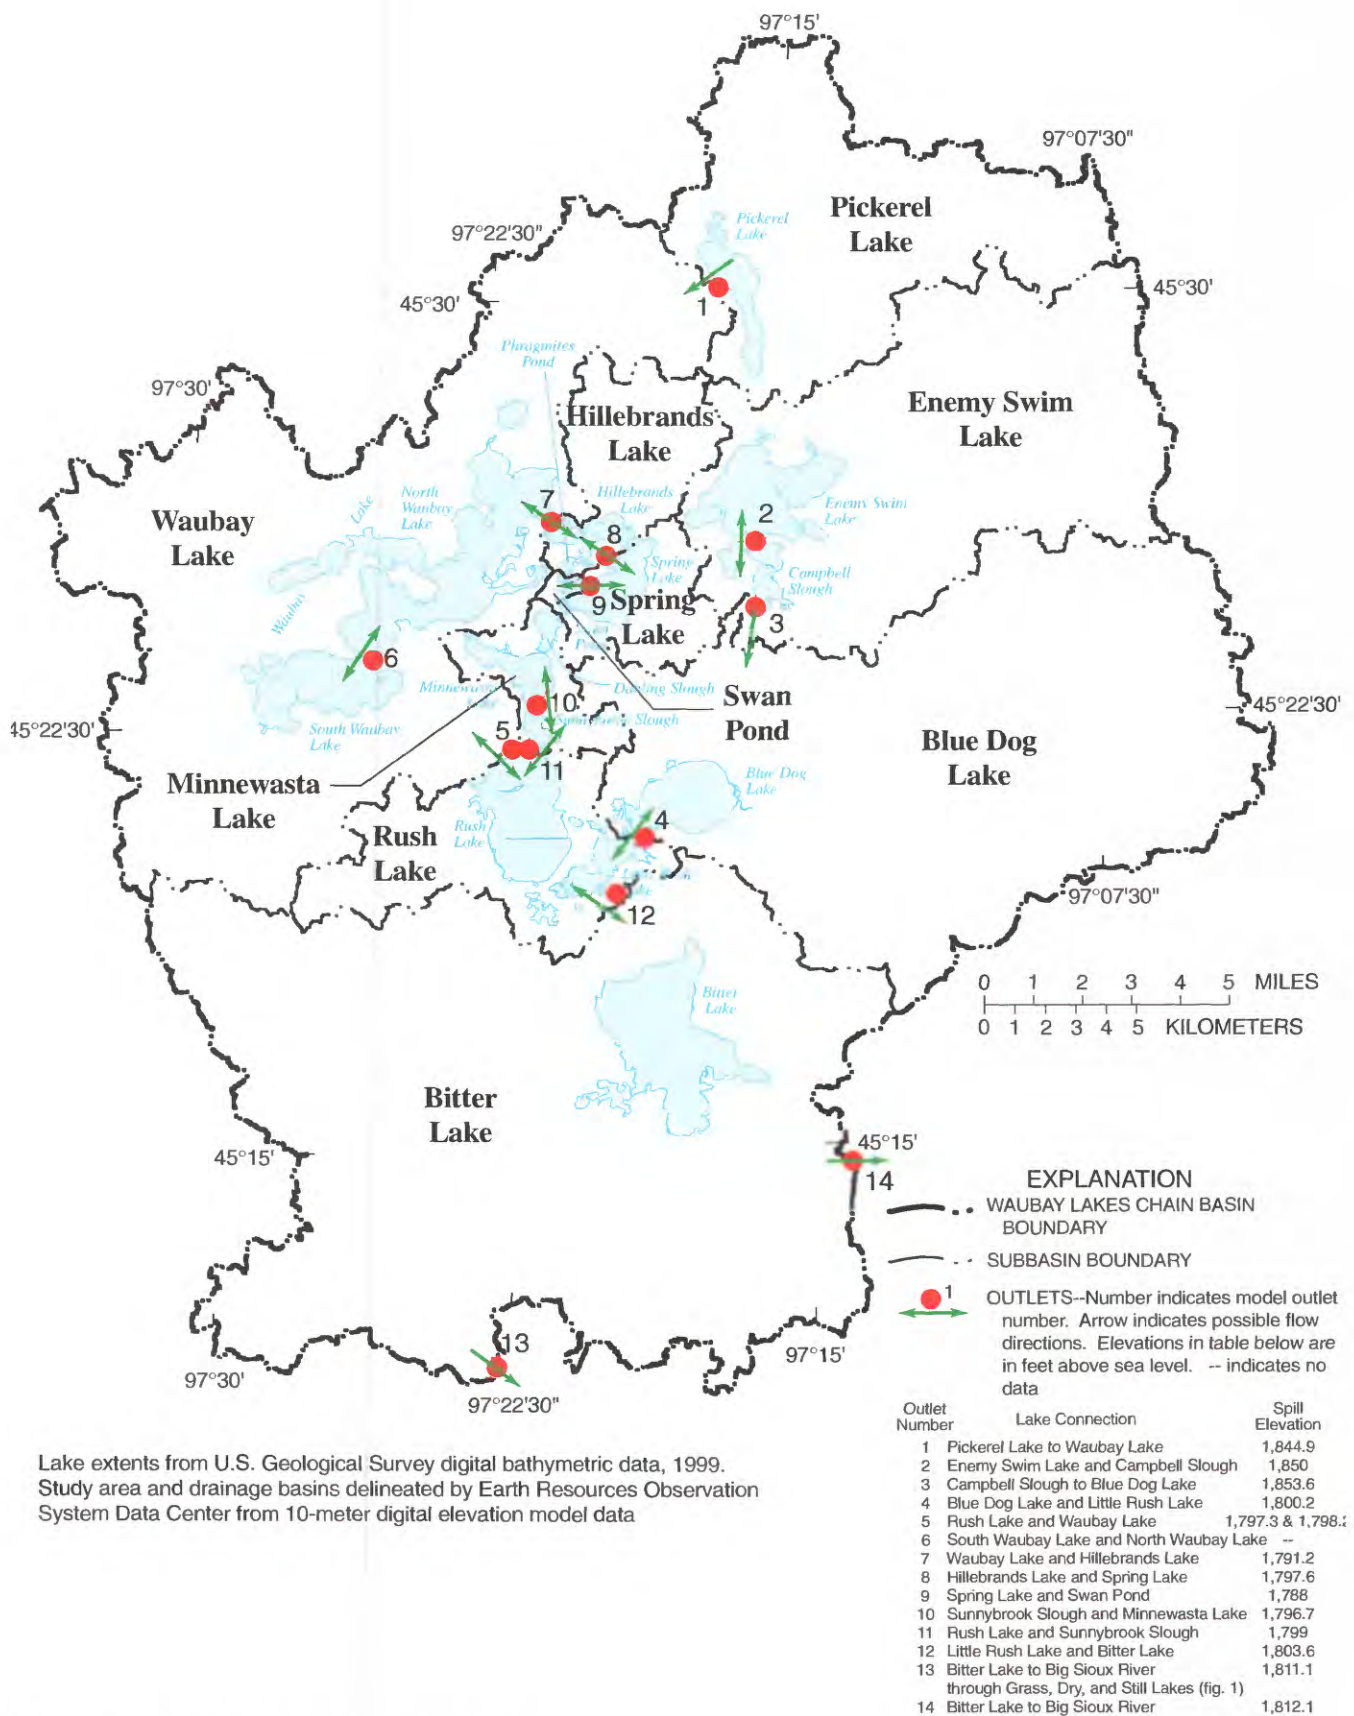 97°15'
97°07'30"
Pickerel
Lake
Pickerel
Lake
97°22'30"
45°30'
45°30'
1
Phragmites
Pond
97°30'
Hillebrands
Lake
Enemy Swim
Lake
Waubay
Lake
North
Waubay
Lake
Lake
Waubay
7
Hillebrands
Lake
8
2
Enemy Swim
Lake
Spring
Lake
Campbell
Slough
9
Spring
Lake
3
6
Minnewasta
Lake
Slough
10
Slough
Swan
Pond
South Waubay
Lake
45°22'30"
45°22'30"
5
11
Blue Dog
Lake
Blue Dog
Lake
Minnewasta
Lake
Rush
Lake
Rush
Lake
4
12
97°07'30"
Bitter
Lake
0 1 2 3 4 5 MILES
0 1 2 3 4 5 KILOMETERS
Bitter
Lake
45°15'
45°15'
14
13
97°15'
97°30'
97°22'30"
EXPLANATION
WAUBAY LAKES CHAIN BASIN
BOUNDARY
SUBBASIN BOUNDARY
1 OUTLETS--Number indicates model outlet
number. Arrow indicates possible flow
directions. Elevations in table below are
in feet above sea level. -- indicates no
data
Outlet Number Lake Connection Spill Elevation
1 Pickerel Lake to Waubay Lake 1,844.9
2 Enemy Swim Lake and Campbell Slough 1,850
3 Campbell Slough to Blue Dog Lake 1,853.6
4 Blue Dog Lake and Little Rush Lake 1,800.2
5 Rush Lake and Waubay Lake 1,797.3 & 1,798.2
6 South Waubay Lake and North Waubay Lake --
7 Waubay Lake and Hillebrands Lake 1,791.2
8 Hillebrands Lake and Spring Lake 1,797.6
9 Spring Lake and Swan Pond 1,788
10 Sunnybrook Slough and Minnewasta Lake 1,796.7
11 Rush Lake and Sunnybrook Slough 1,799
12 Little Rush Lake and Bitter Lake 1,803.6
13 Bitter Lake to Big Sioux River 1,811.1
through Grass, Dry, and Still Lakes (fig. 1)
14 Bitter Lake to Big Sioux River 1,812.1
Lake extents from U.S. Geological Survey digital bathymetric data, 1999.
Study area and drainage basins delineated by Earth Resources Observation
System Data Center from 10-meter digital elevation model data